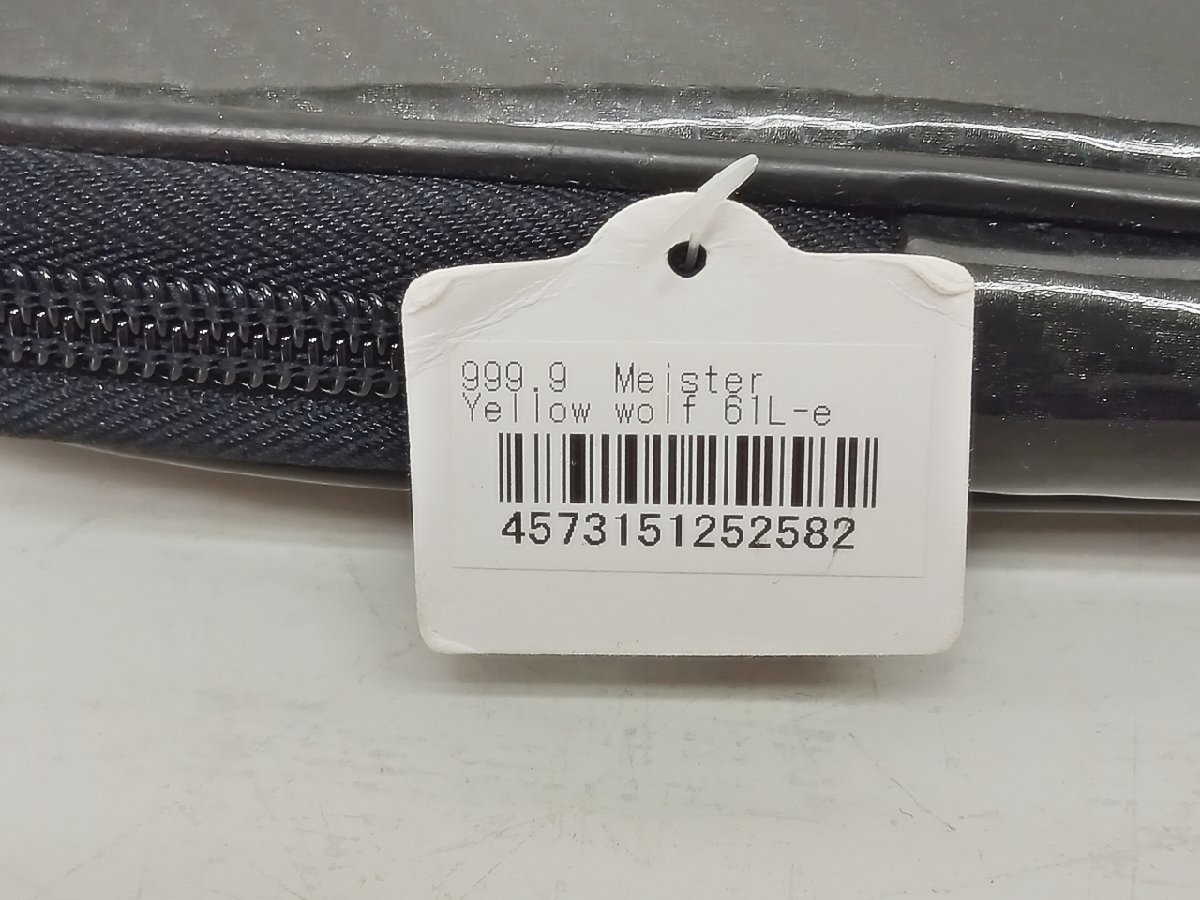 999.9 Meister
Yellow wolf 61L-e
4573151252582